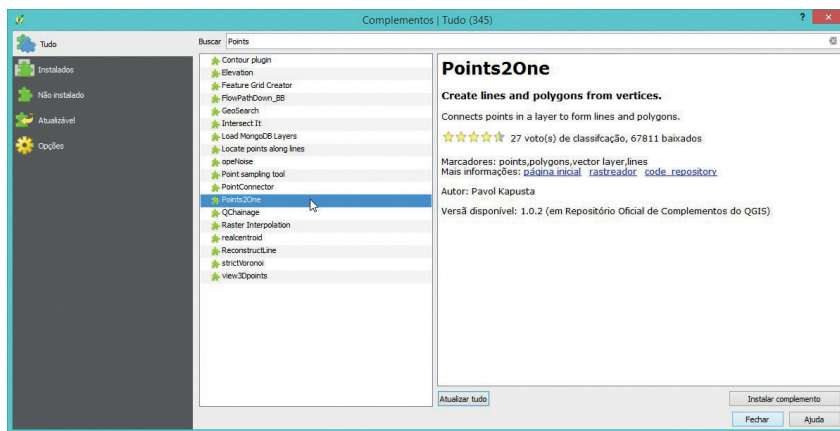 Complementos | Tudo (345)
Tudo
Instalados
Não instalado
Atualizável
Opções
Buscar Points
Contour plugin
Elevation
Feature Grid Creator
FlowPathDown_BB
GeoSearch
Intersect It
Load MongoDB Layers
Locate points along lines
opeNoise
Point sampling tool
PointConnector
Points2One
QChainage
Raster Interpolation
realcentroid
ReconstructLine
strictVoronoi
view3Dpoints
Points2One
Create lines and polygons from vertices.
Connects points in a layer to form lines and polygons.
27 voto(s) de classifcação, 67811 baixados
Marcadores: points,polygons,vector layer,lines
Mais informações: página inicial rastreador code_repository
Autor: Pavol Kapusta
Versã disponível: 1.0.2 (em Repositório Oficial de Complementos do QGIS)
Atualizar tudo
Instalar complemento
Fechar
Ajuda